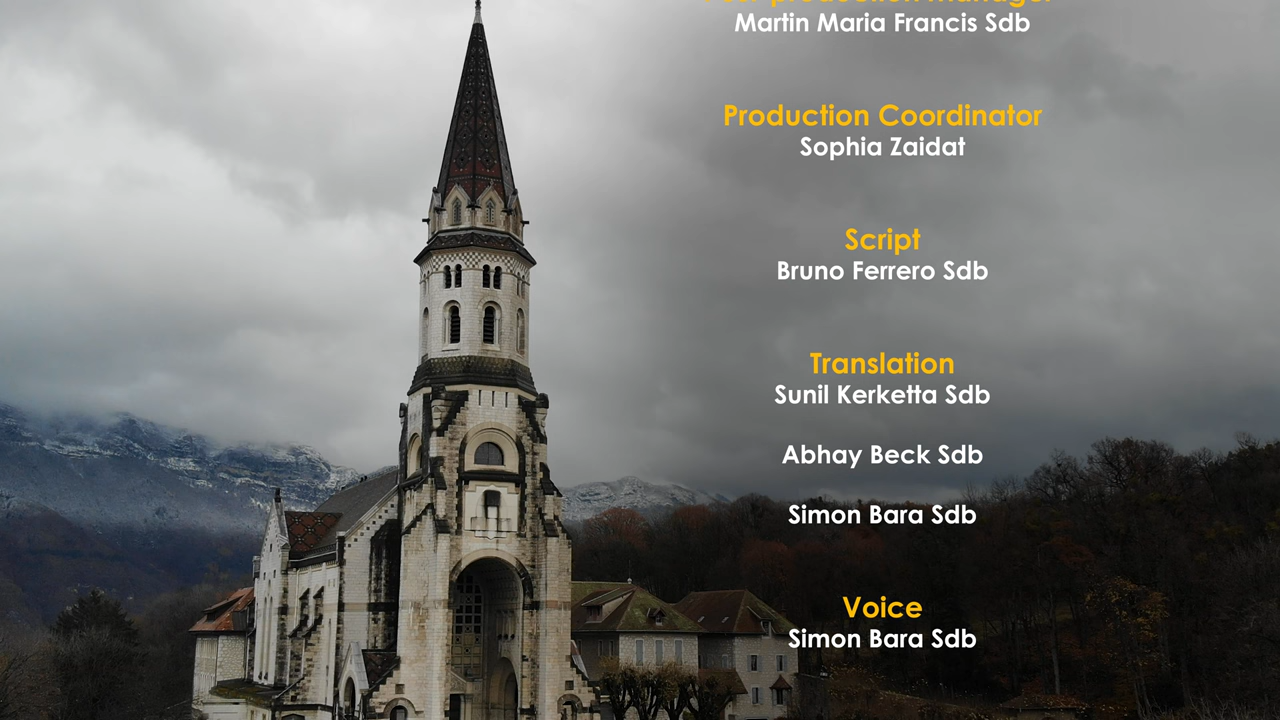 Martin Maria Francis Sdb
Production Coordinator
Sophia Zaidat
Script
Bruno Ferrero Sdb
Translation
Sunil Kerketta Sdb
Abhay Beck Sdb
Simon Bara Sdb
Voice
Simon Bara Sdb